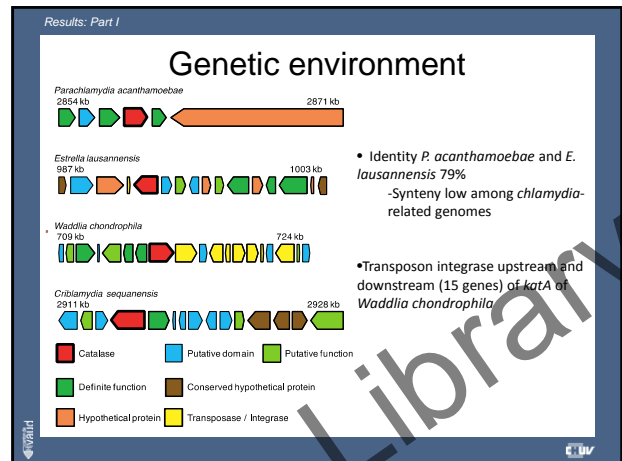 Results: Part I
Genetic environment
Parachlamydia acanthamoebae
2854 kb 2871 kb
Estrella lausannensis
987 kb 1003 kb
Waddlia chondrophila
709 kb 724 kb
Criblamydia sequanensis
2911 kb 2928 kb
Catalase Putative domain Putative function
Definite function Conserved hypothetical protein
Hypothetical protein Transposase / Integrase
• Identity P. acanthamoebae and E.
lausannensis 79%
-Synteny low among chlamydia-
related genomes
•Transposon integrase upstream and
downstream (15 genes) of katA of
Waddlia chondrophila
Library
vaud